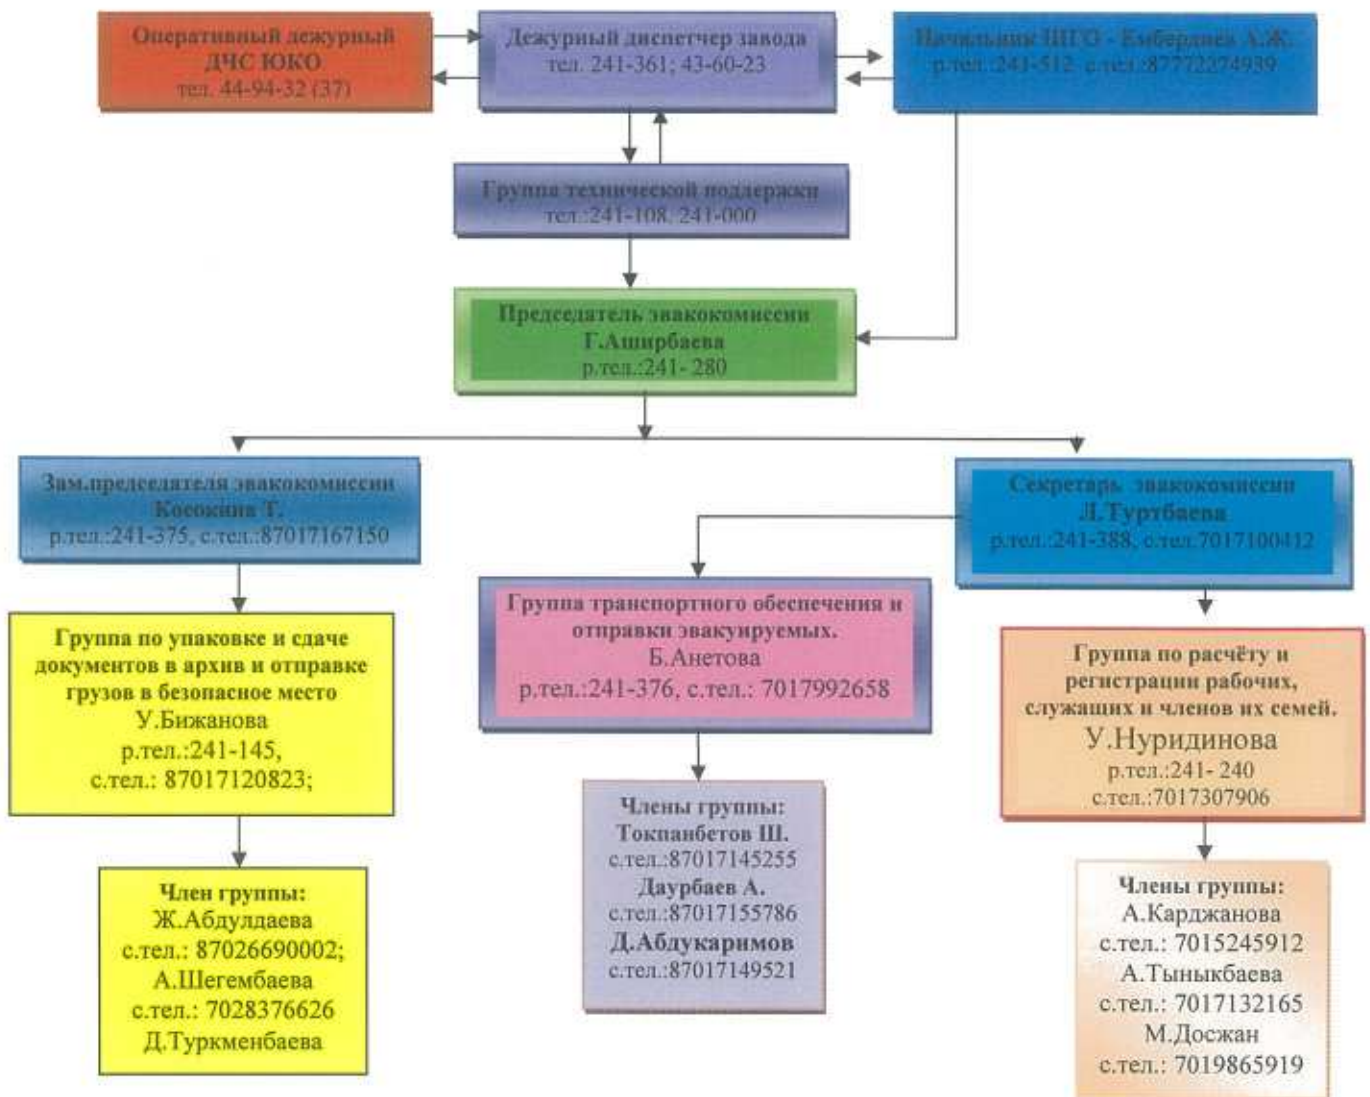 Оперативный дежурный
ДЧС ЮКО
тел. 44-94-32 (37)
Дежурный диспетчер завода
тел. 241-361; 43-60-23
Начальник ШГО - Ембердиев А.Ж.
р.тел.:241-512 с.тел.:87772274939
Группа технической поддержки
тел.:241-108, 241-000
Председатель эвакокомиссии
Г.Аширбаева
р.тел.:241- 280
Зам.председателя эвакокомиссии
Косокина Т.
р.тел.:241-375, с.тел.:87017167150
Секретарь эвакокомиссии
Л.Туртбаева
р.тел.:241-388, с.тел:7017100412
Группа по упаковке и сдаче
документов в архив и отправке
грузов в безопасное место
У.Бижанова
р.тел.:241-145,
с.тел.: 87017120823;
Группа транспортного обеспечения и
отправки эвакуируемых.
Б.Анетова
р.тел.:241-376, с.тел.: 7017992658
Группа по расчёту и
регистрации рабочих,
служащих и членов их семей.
У.Нуридинова
р.тел.:241- 240
с.тел.:7017307906
Член группы:
Ж.Абдулдаева
с.тел.: 87026690002;
А.Шегембаева
с.тел.: 7028376626
Д.Туркменбаева
Члены группы:
Токпанбетов Ш.
с.тел.:87017145255
Даурбаев А.
с.тел.:87017155786
Д.Абдукаримов
с.тел.:87017149521
Члены группы:
А.Карджанова
с.тел.: 7015245912
А.Тыныкбаева
с.тел.: 7017132165
М.Досжан
с.тел.: 7019865919